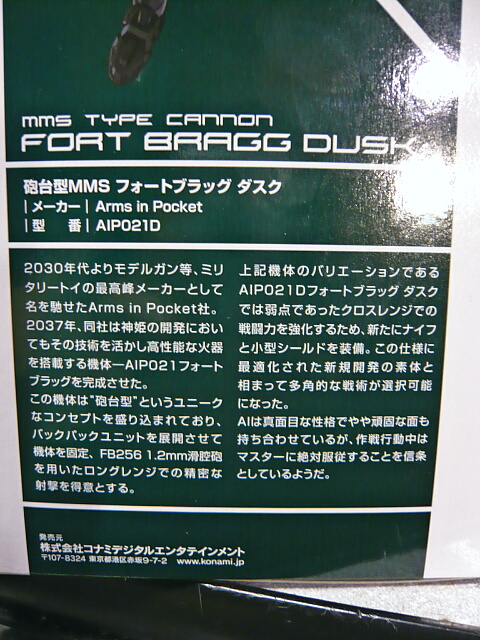 mms TYPE CANNON
FORT BRAGG DUSK
砲台型MMS フォートブラッグ ダスク
| メーカー | Arms in Pocket
| 型 番 | AIP021D
2030年代よりモデルガン等、ミリ
タリートイの最高峰メーカーとして
名を馳せたArms in Pocket社。
2037年、同社は神姫の開発におい
てもその技術を活かし高性能な火器
を搭載する機体―AIP021フォート
ブラッグを完成させた。
この機体は"砲台型"というユニーク
なコンセプトを盛り込まれており、
バックパックユニットを展開させて
機体を固定、FB256 1.2mm滑腔砲
を用いたロングレンジでの精密な
射撃を得意とする。
上記機体のバリエーションである
AIP021Dフォートブラッグ ダスク
では弱点であったクロスレンジでの
戦闘力を強化するため、新たにナイフ
と小型シールドを装備。この仕様に
最適化された新規開発の素体と
相まって多角的な戦術が選択可能
になった。
AIは真面目な性格でやや頑固な面も
持ち合わせているが、作戦行動中は
マスターに絶対服従することを信条
としているようだ。
発売元
株式会社コナミデジタルエンタテインメント
〒107-8324 東京都港区赤坂9-7-2 www.konami.jp